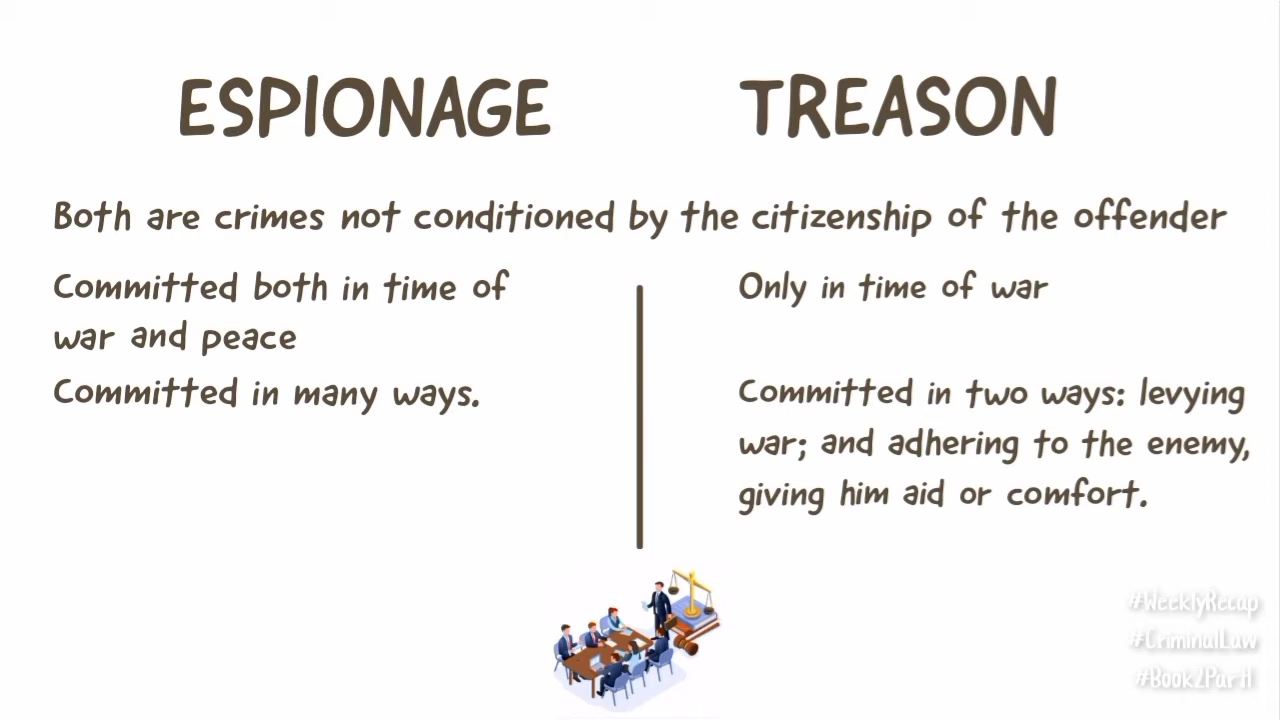 ESPIONAGE
TREASON
Both are crimes not conditioned by the citizenship of the offender
Committed both in time of
war and peace
Committed in many ways.
Only in time of war
Committed in two ways: levying
war; and adhering to the enemy,
giving him aid or comfort.
#WeeklyRecap
#CriminalLaw
#Book2PartI